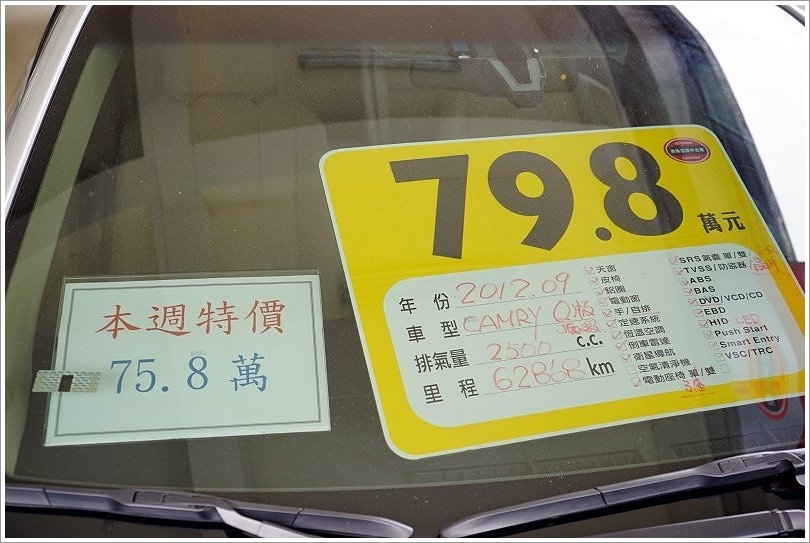 79.8 萬元
本週特價
75.8 萬
年份 2012.09
車型 CAMRY Q版
排氣量 2500 c.c.
里程 62868 km
天窗
皮椅
鋁圈
電動窗
手/自排
定速系統
恆溫空調
倒車雷達
衛星導航
空氣清淨機
電動座椅 單/雙
SRS氣囊 單/雙
TVSS/防盜器
ABS
BAS
DVD/VCD/CD
EBD
HID LED
Push Start
Smart Entry
VSC/TRC